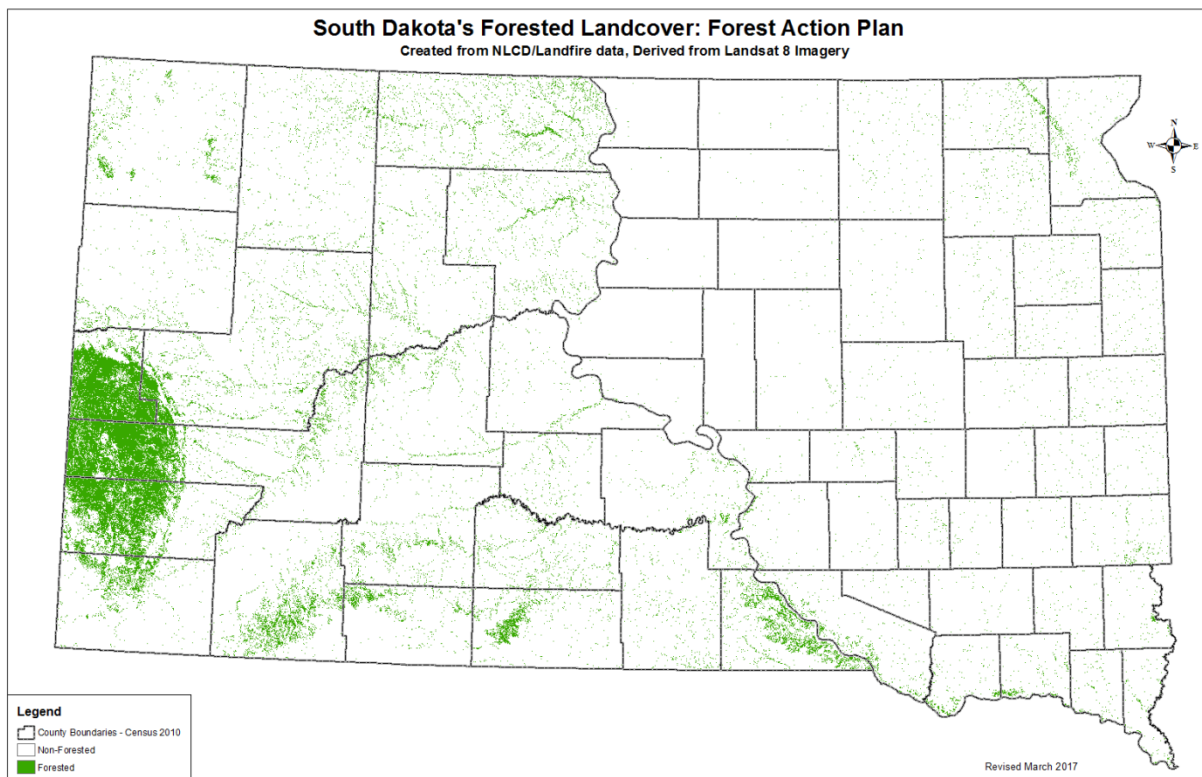 South Dakota's Forested Landcover: Forest Action Plan
Created from NLCD/Landfire data, Derived from Landsat 8 Imagery
N
W E
S
Legend
County Boundaries - Census 2010
Non-Forested
Forested
Revised March 2017